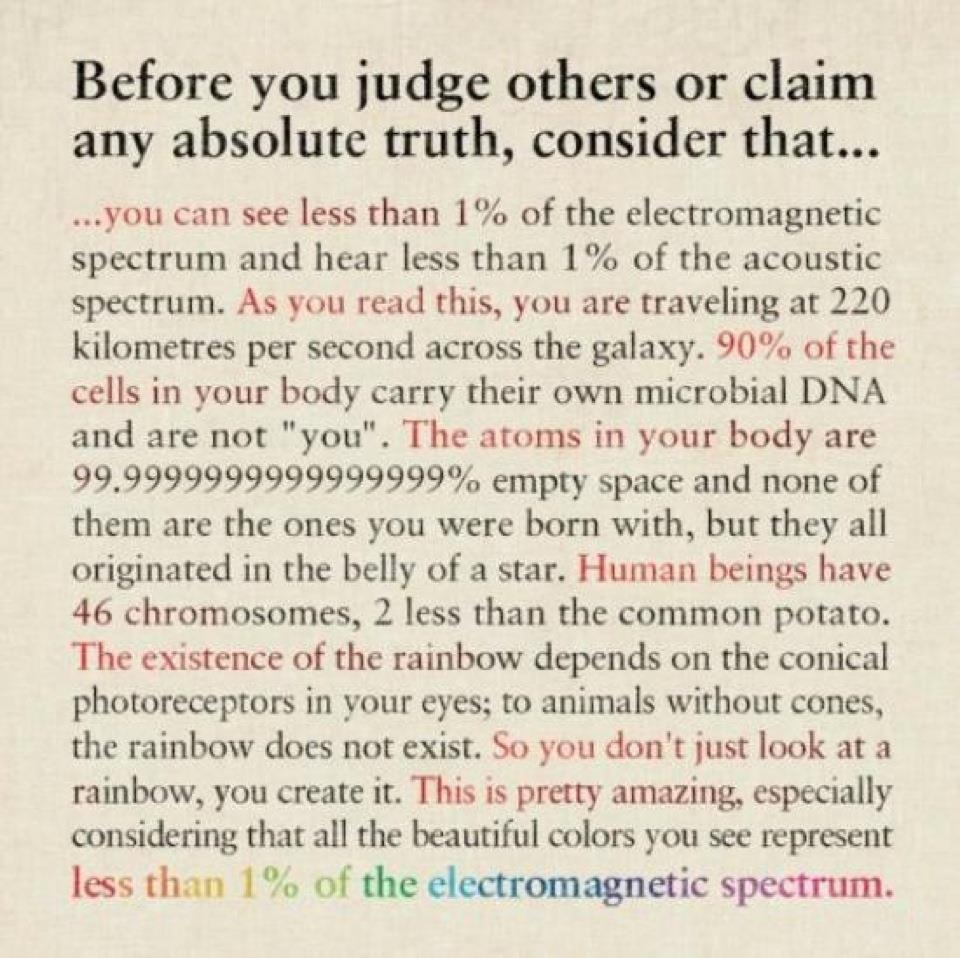 Before you judge others or claim
any absolute truth, consider that...
...you can see less than 1% of the electromagnetic
spectrum and hear less than 1% of the acoustic
spectrum. As you read this, you are traveling at 220
kilometres per second across the galaxy. 90% of the
cells in your body carry their own microbial DNA
and are not "you". The atoms in your body are
99.9999999999999999% empty space and none of
them are the ones you were born with, but they all
originated in the belly of a star. Human beings have
46 chromosomes, 2 less than the common potato.
The existence of the rainbow depends on the conical
photoreceptors in your eyes; to animals without cones,
the rainbow does not exist. So you don't just look at a
rainbow, you create it. This is pretty amazing, especially
considering that all the beautiful colors you see represent
less than 1% of the electromagnetic spectrum.